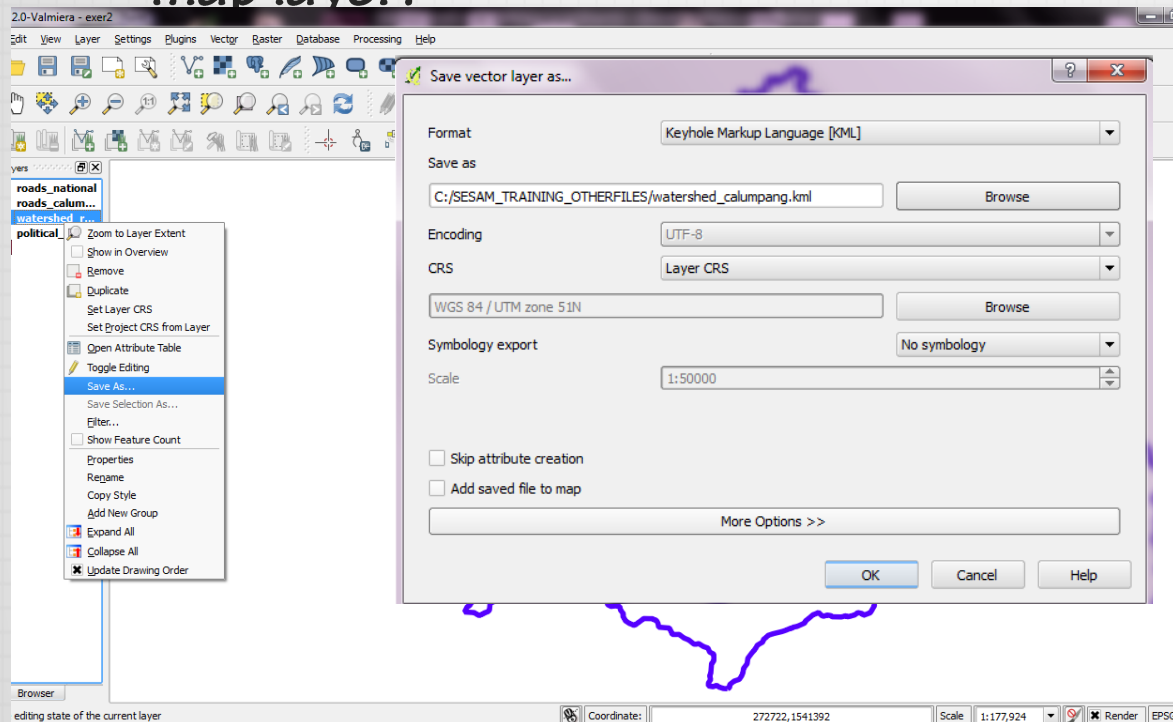 map layer.
2.0-Valmiera - exer2
Edit View Layer Settings Plugins Vector Raster Database Processing Help
Save vector layer as...
Format
Keyhole Markup Language [KML]
Save as
C:/SESAM_TRAINING_OTHERFILES/watershed_calumpang.kml
Browse
Encoding
UTF-8
CRS
Layer CRS
WGS 84 / UTM zone 51N
Browse
Symbology export
No symbology
Scale
1:50000
Skip attribute creation
Add saved file to map
More Options >>
OK
Cancel
Help
yers
roads_national
roads_calum...
watershed_r...
political_
Zoom to Layer Extent
Show in Overview
Remove
Duplicate
Set Layer CRS
Set Project CRS from Layer
Open Attribute Table
Toggle Editing
Save As...
Save Selection As...
Filter...
Show Feature Count
Properties
Rename
Copy Style
Add New Group
Expand All
Collapse All
Update Drawing Order
Browser
editing state of the current layer
Coordinate:
272722,1541392
Scale
1:177,924
Render
EPSG